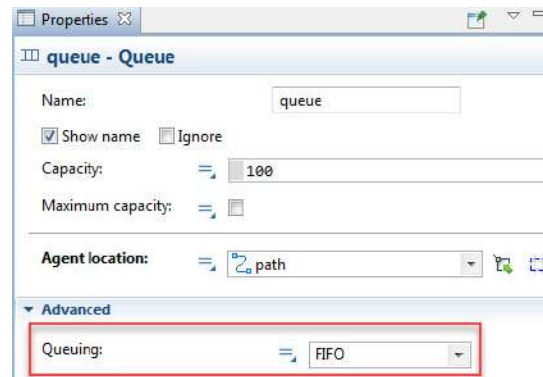 Properties
queue - Queue
Name: queue
Show name Ignore
Capacity: 100
Maximum capacity:
Agent location: path
Advanced
Queuing: FIFO